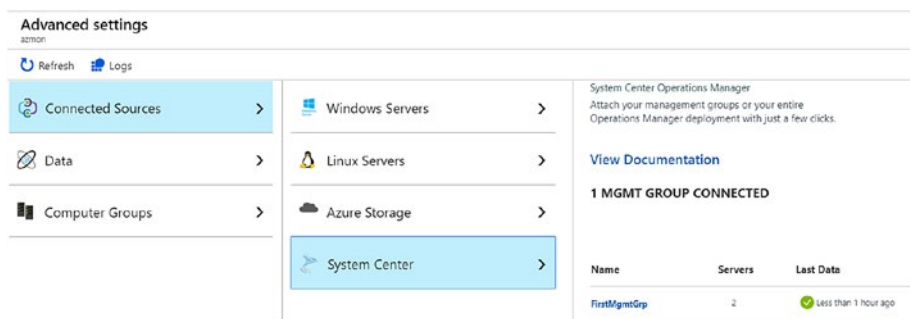 Advanced settings
azmon
Refresh Logs
Connected Sources
Data
Computer Groups
Windows Servers
Linux Servers
Azure Storage
System Center
System Center Operations Manager
Attach your management groups or your entire
Operations Manager deployment with just a few clicks.
View Documentation
1 MGMT GROUP CONNECTED
Name Servers Last Data
FirstMgmtGrp 2 Less than 1 hour ago